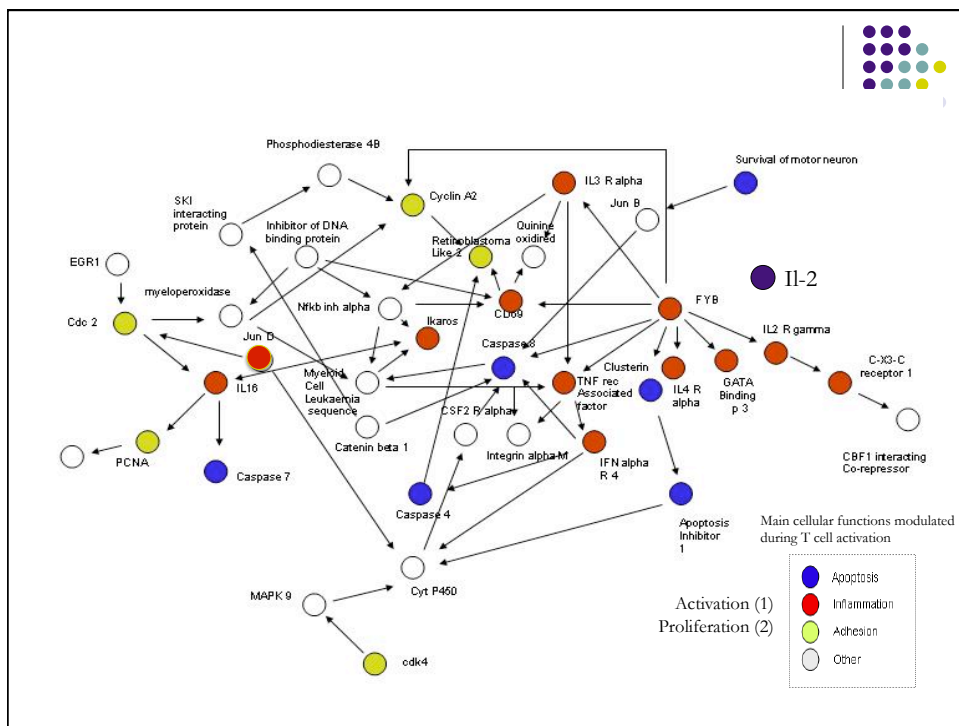 Phosphodiesterase 4B
Survival of motor neuron
IL3 R alpha
Cyclin A2
Jun B
SKI
interacting
protein
Inhibitor of DNA
binding protein
Quinine
oxidired
Retinoblastoma
Like 2
EGR1
Il-2
myeloperoxidase
Nfkb inh alpha
FYB
CD69
Cdc 2
Ikaros
IL2 R gamma
Jun D
Caspase 8
C-X3-C
receptor 1
Clusterin
IL16
Myeloid
Cell
Leukaemia
sequence
TNF rec
Associated
factor
IL4 R
alpha
GATA
Binding
p 3
CSF2 R alpha
Catenin beta 1
Integrin alpha M
CBF1 interacting
Co-repressor
PCNA
Caspase 7
IFN alpha
R 4
Caspase 4
Apoptosis
Inhibitor
1
Main cellular functions modulated
during T cell activation
Cyt P450
MAPK 9
cdk4
Activation (1)
Proliferation (2)
Apoptosis
Inflammation
Adhesion
Other